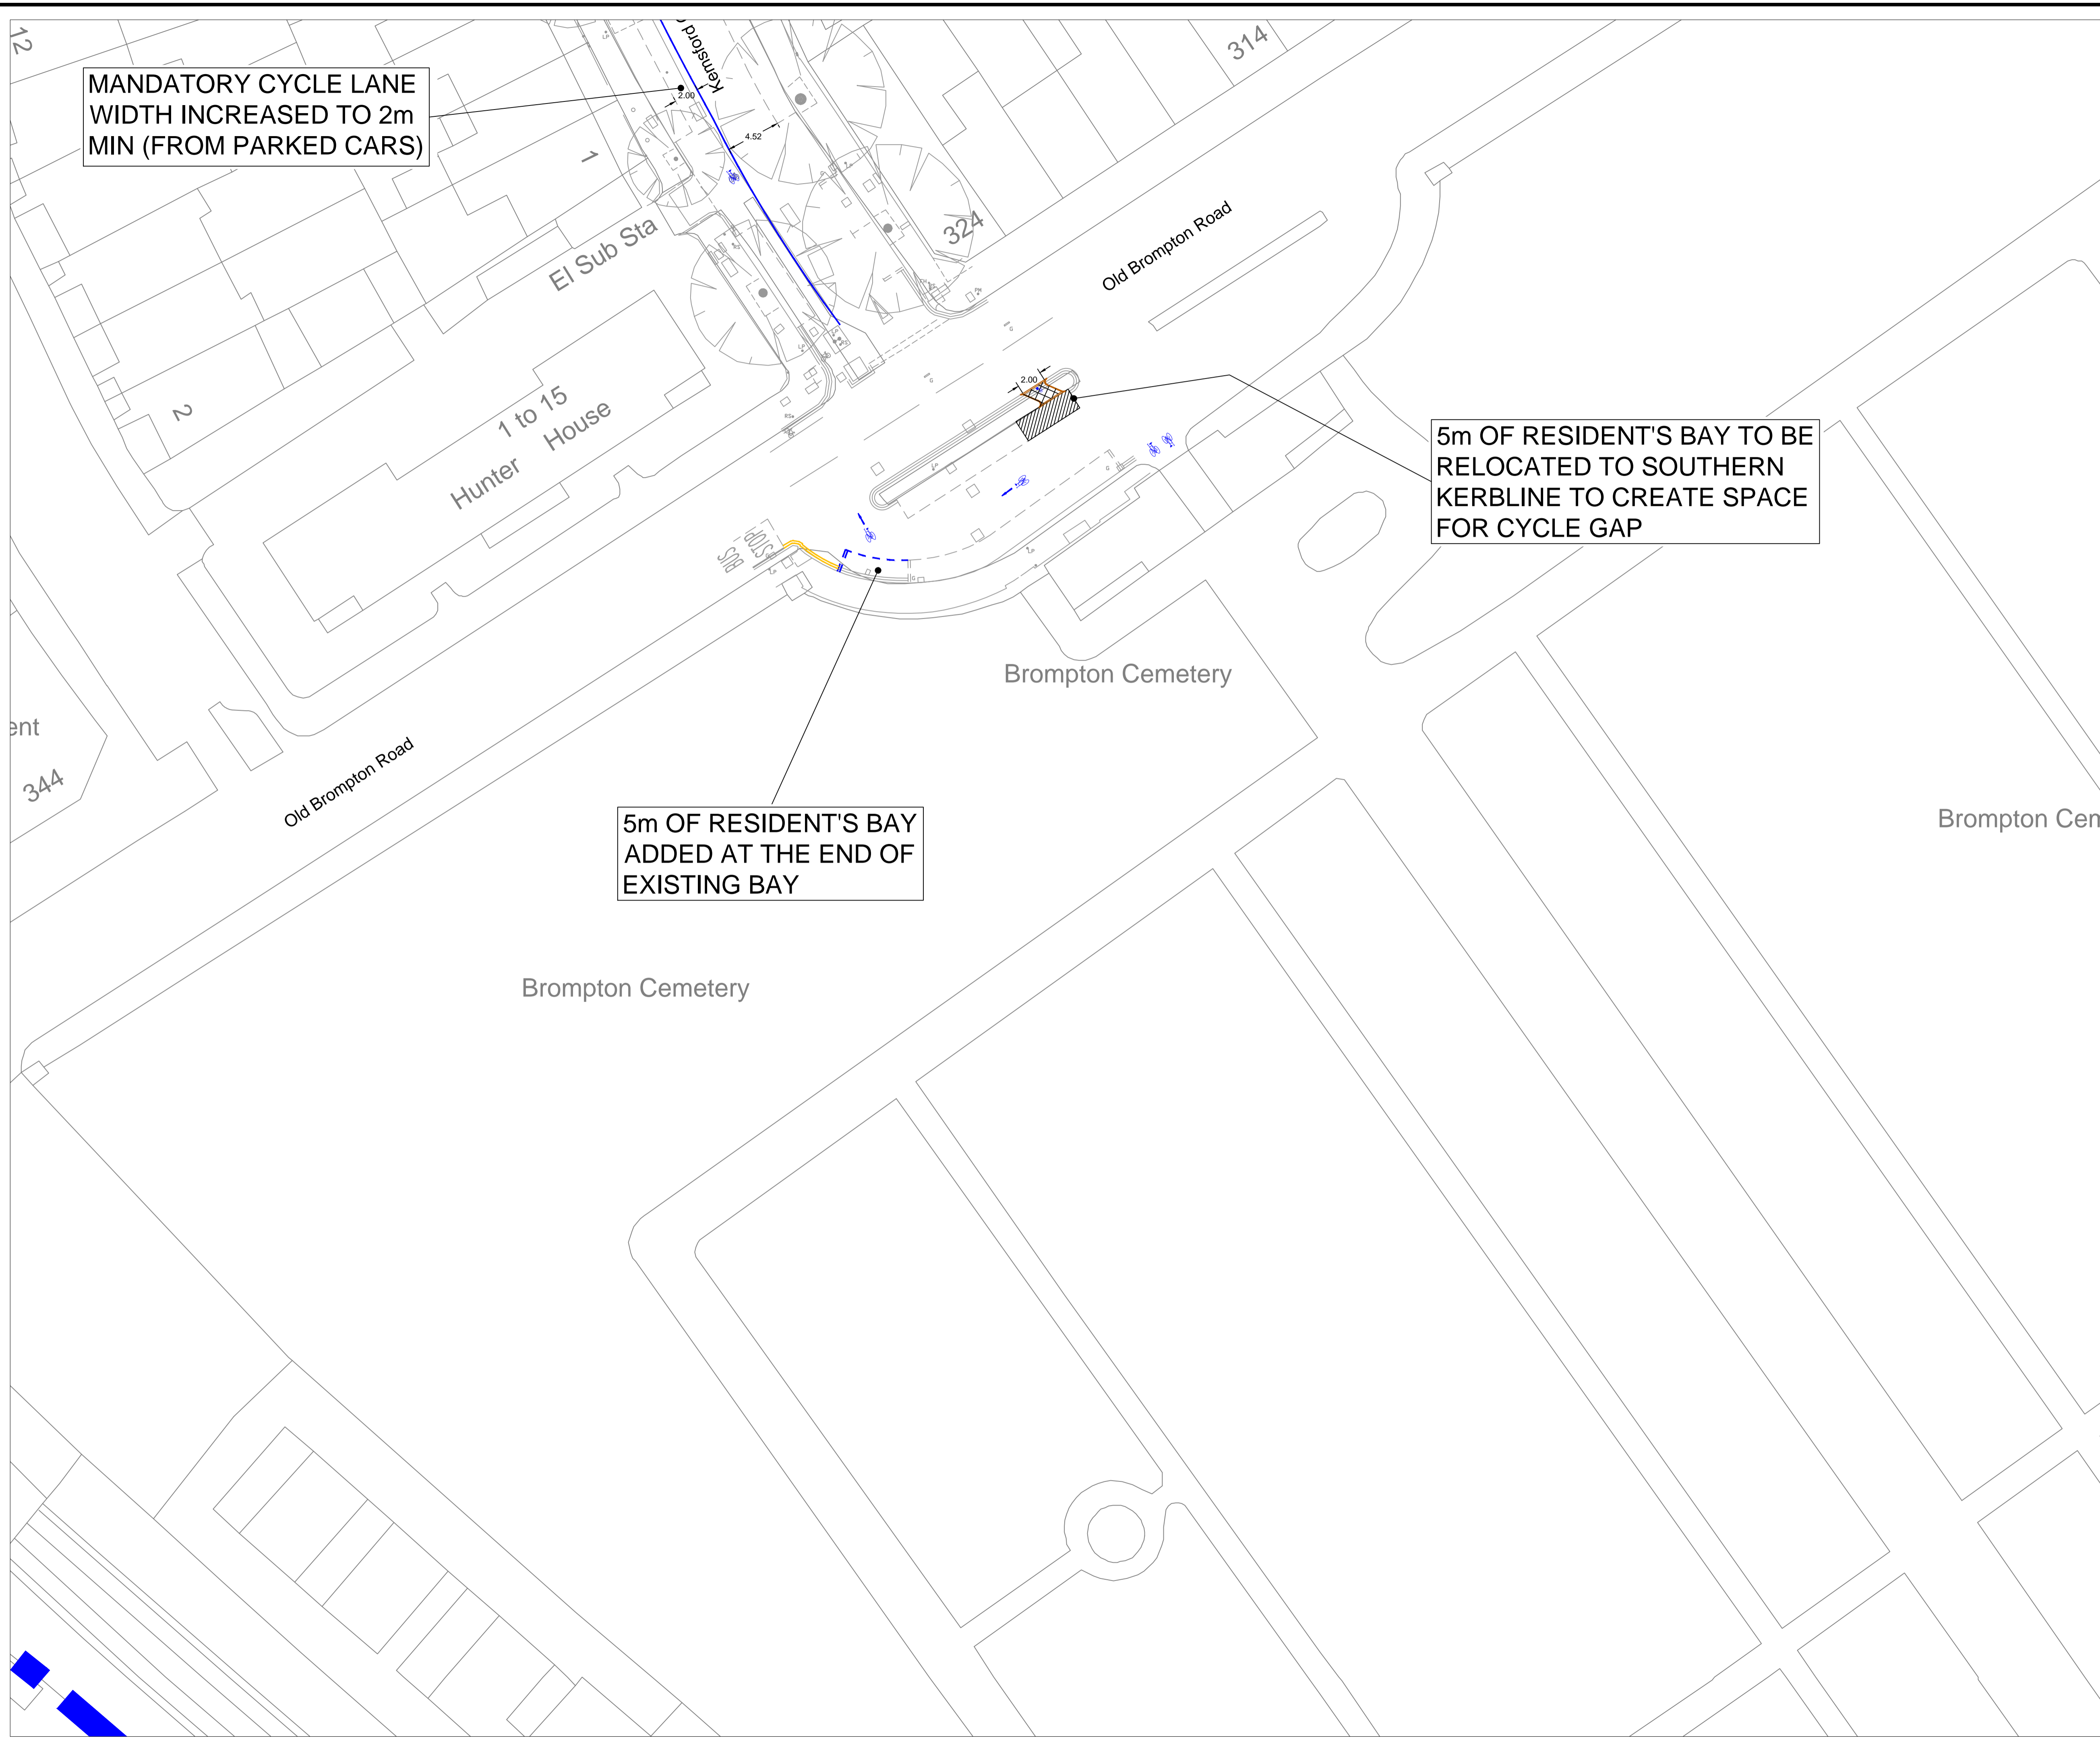 12
314
Kemsford
MANDATORY CYCLE LANE
WIDTH INCREASED TO 2m
MIN (FROM PARKED CARS)
2.00
4.52
1
324
Old Brompton Road
El Sub Sta
2.00
1 to 15
Hunter House
2
5m OF RESIDENT'S BAY TO BE
RELOCATED TO SOUTHERN
KERBLINE TO CREATE SPACE
FOR CYCLE GAP
BUS
STOP
Brompton Cemetery
ent
344
Old Brompton Road
5m OF RESIDENT'S BAY
ADDED AT THE END OF
EXISTING BAY
Brompton Cem
Brompton Cemetery